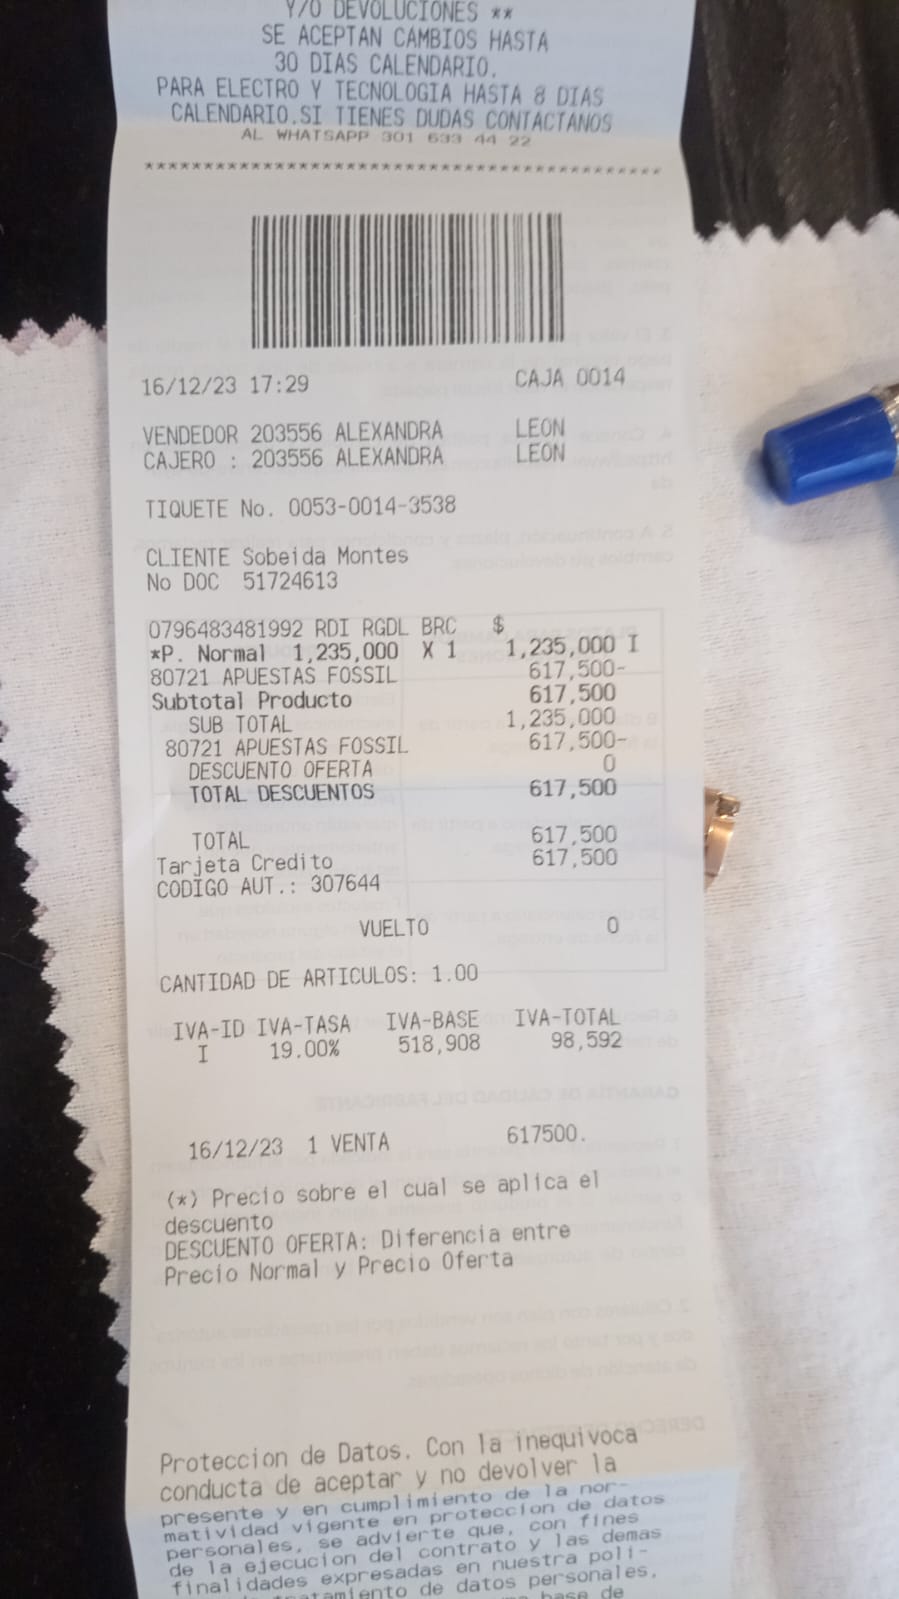 Y/O DEVOLUCIONES **
SE ACEPTAN CAMBIOS HASTA
30 DIAS CALENDARIO.
PARA ELECTRO Y TECNOLOGIA HASTA 8 DIAS
CALENDARIO.SI TIENES DUDAS CONTACTANOS
AL WHATSAPP 301 633 44 22
********************************************
16/12/23 17:29 CAJA 0014
VENDEDOR 203556 ALEXANDRA LEON
CAJERO : 203556 ALEXANDRA LEON
TIQUETE No. 0053-0014-3538
CLIENTE Sobeida Montes
No DOC 51724613
0796483481992 RDI RGDL BRC $
*P. Normal 1,235,000 X 1 1,235,000 I
80721 APUESTAS FOSSIL 617,500-
Subtotal Producto 617,500
SUB TOTAL 1,235,000
80721 APUESTAS FOSSIL 617,500-
DESCUENTO OFERTA 0
TOTAL DESCUENTOS 617,500
TOTAL 617,500
Tarjeta Credito 617,500
CODIGO AUT.: 307644
VUELTO 0
CANTIDAD DE ARTICULOS: 1.00
IVA-ID IVA-TASA IVA-BASE IVA-TOTAL
I 19.00% 518,908 98,592
16/12/23 1 VENTA 617500.
(*) Precio sobre el cual se aplica el
descuento
DESCUENTO OFERTA: Diferencia entre
Precio Normal y Precio Oferta
Proteccion de Datos. Con la inequivoca
conducta de aceptar y no devolver la
presente y en cumplimiento de la nor-
matividad vigente en proteccion de datos
personales, se advierte que, con fines
de la ejecucion del contrato y las demas
finalidades expresadas en nuestra poli-
de datos personales,
base de